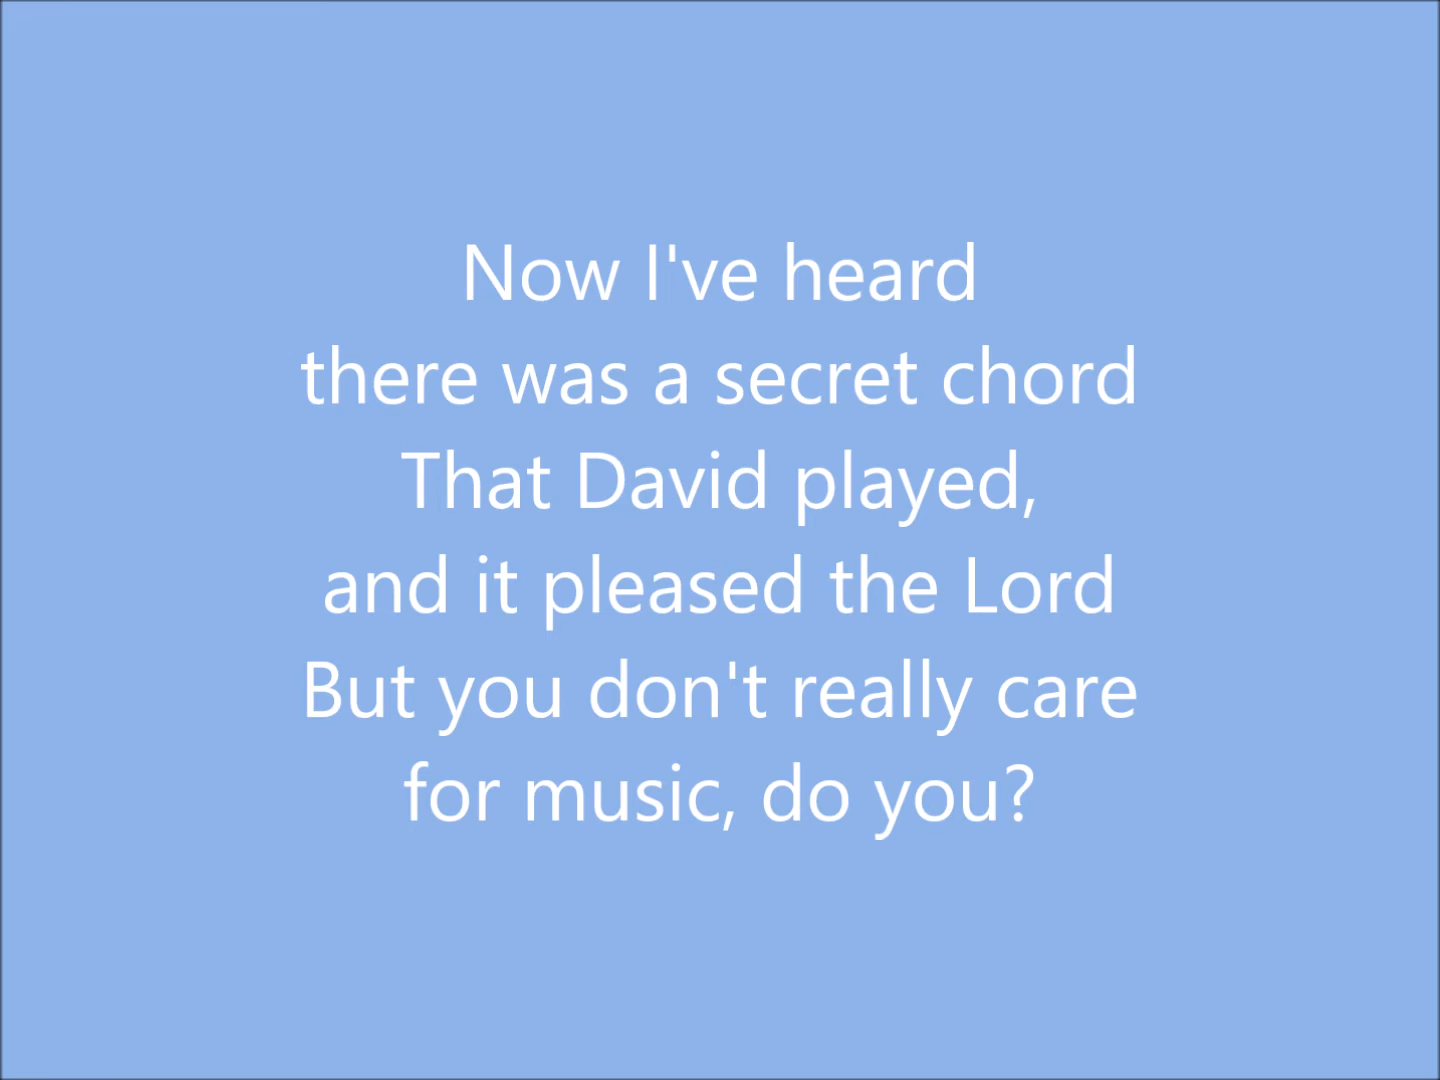 Now I've heard
there was a secret chord
That David played,
and it pleased the Lord
But you don't really care
for music, do you?